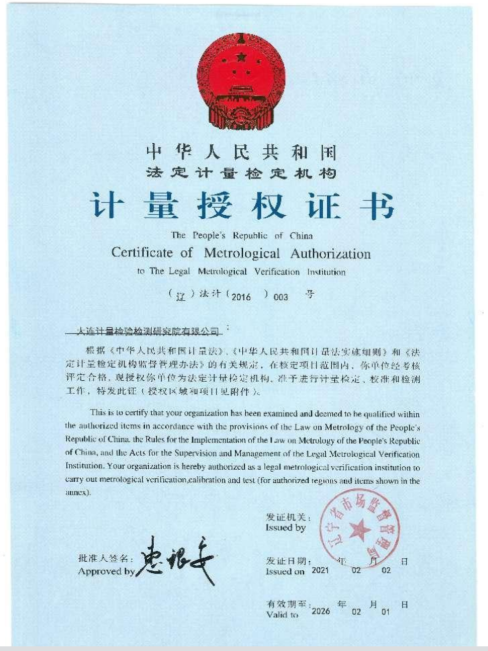 中华人民共和国
法定计量检定机构
计量授权证书
The People's Republic of China
Certificate of Metrological Authorization
to The Legal Metrological Verification Institution
(辽)法计(2016)003 号
大连计量检验检测研究院有限公司:
根据《中华人民共和国计量法》、《中华人民共和国计量法实施细则》和《法
定计量检定机构监督管理办法》的有关规定，在核定项目范围内，你单位经考核
评定合格，现授权你单位为法定计量检定机构，准予进行计量检定、校准和检测
工作，特发此证（授权区域和项目见附件）。
This is to certify that your organization has been examined and deemed to be qualified within
the authorized items in accordance with the provisions of the Law on Metrology of the People's
Republic of China, the Rules for the Implementation of the Law on Metrology of the People's Republic
of China, and the Acts for the Supervision and Management of the Legal Metrological Verification
Institution. Your organization is hereby authorized as a legal metrological verification institution to
carry out metrological verification,calibration and test (for authorized regions and items shown in the
annex).
发证机关:
Issued by
辽宁省市场监督管理局
批准人签名:
Approved by
发证日期: 年 月 日
Issued on 2021 02 02
有效期至: 年 月 日
Valid to 2026 02 01